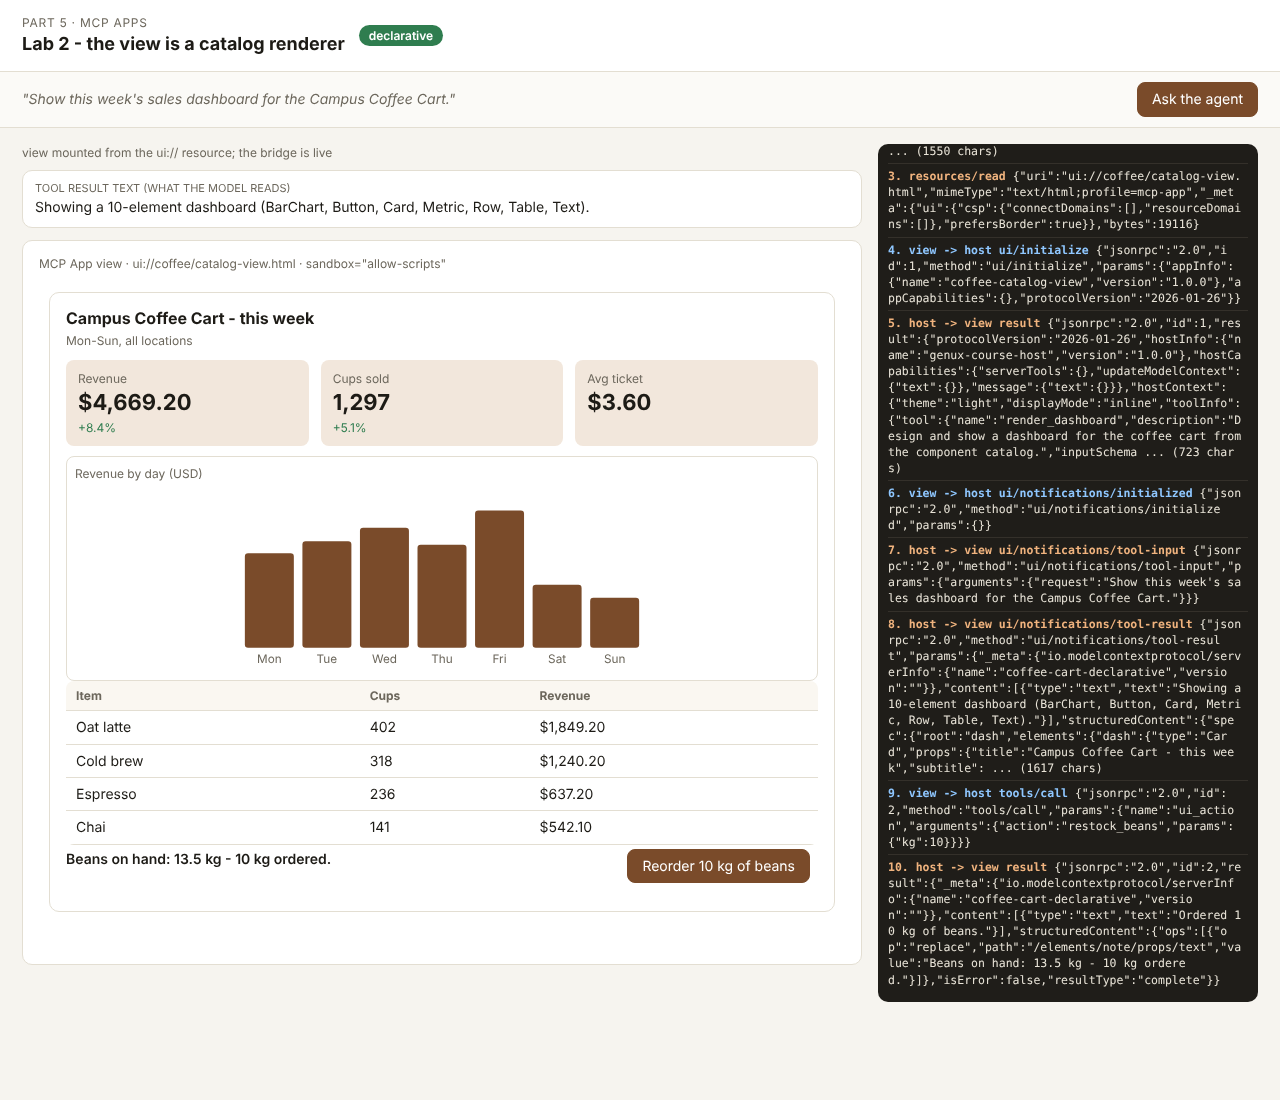 PART 5 · MCP APPS
Lab 2 - the view is a catalog renderer
declarative
"Show this week's sales dashboard for the Campus Coffee Cart."
Ask the agent
view mounted from the ui:// resource; the bridge is live
TOOL RESULT TEXT (WHAT THE MODEL READS)
Showing a 10-element dashboard (BarChart, Button, Card, Metric, Row, Table, Text).
MCP App view · ui://coffee/catalog-view.html · sandbox="allow-scripts"
Campus Coffee Cart - this week
Mon-Sun, all locations
Revenue
$4,669.20
+8.4%
Cups sold
1,297
+5.1%
Avg ticket
$3.60
Revenue by day (USD)
Mon Tue Wed Thu Fri Sat Sun
Item Cups Revenue
Oat latte 402 $1,849.20
Cold brew 318 $1,240.20
Espresso 236 $637.20
Chai 141 $542.10
Beans on hand: 13.5 kg - 10 kg ordered.
Reorder 10 kg of beans
... (1550 chars)
3. resources/read {"uri":"ui://coffee/catalog-view.
html","mimeType":"text/html;profile=mcp-app","_met
a":{"ui":{"csp":{"connectDomains":[],"resourceDomai
ns":[]},"prefersBorder":true}},"bytes":19116}
4. view -> host ui/initialize {"jsonrpc":"2.0","i
d":1,"method":"ui/initialize","params":{"appInfo":
{"name":"coffee-catalog-view","version":"1.0.0"},"a
ppCapabilities":{},"protocolVersion":"2026-01-26"}}
5. host -> view result {"jsonrpc":"2.0","id":1,"res
ult":{"protocolVersion":"2026-01-26","hostInfo":{"n
ame":"genux-course-host","version":"1.0.0"},"hostCa
pabilities":{"serverTools":{},"updateModelContext":
{"text":{}},"message":{"text":{}}},"hostContext":
{"theme":"light","displayMode":"inline","toolInfo":
{"tool":{"name":"render_dashboard","description":"D
esign and show a dashboard for the coffee cart from
the component catalog.","inputSchema ... (723 char
s)
6. view -> host ui/notifications/initialized {"json
rpc":"2.0","method":"ui/notifications/initialize
d","params":{}}
7. host -> view ui/notifications/tool-input {"jsonr
pc":"2.0","method":"ui/notifications/tool-input","p
arams":{"arguments":{"request":"Show this week's sa
les dashboard for the Campus Coffee Cart."}}}
8. host -> view ui/notifications/tool-result {"json
rpc":"2.0","method":"ui/notifications/tool-resul
t","params":{"_meta":{"io.modelcontextprotocol/serv
erInfo":{"name":"coffee-cart-declarative","versio
n":""}},"content":[{"type":"text","text":"Showing a
10-element dashboard (BarChart, Button, Card, Metri
c, Row, Table, Text)."}],"structuredContent":{"spe
c":{"root":"dash","elements":{"dash":{"type":"Car
d","props":{"title":"Campus Coffee Cart - this wee
k","subtitle": ... (1617 chars)
9. view -> host tools/call {"jsonrpc":"2.0","id":
2,"method":"tools/call","params":{"name":"ui_actio
n","arguments":{"action":"restock_beans","params":
{"kg":10}}}}
10. host -> view result {"jsonrpc":"2.0","id":2,"re
sult":{"_meta":{"io.modelcontextprotocol/serverInf
o":{"name":"coffee-cart-declarative","versio
n":""}},"content":[{"type":"text","text":"Ordered 1
0 kg of beans."}],"structuredContent":{"ops":[{"o
p":"replace","path":"/elements/note/props/text","va
lue":"Beans on hand: 13.5 kg - 10 kg ordere
d."}]},"isError":false,"resultType":"complete"}}